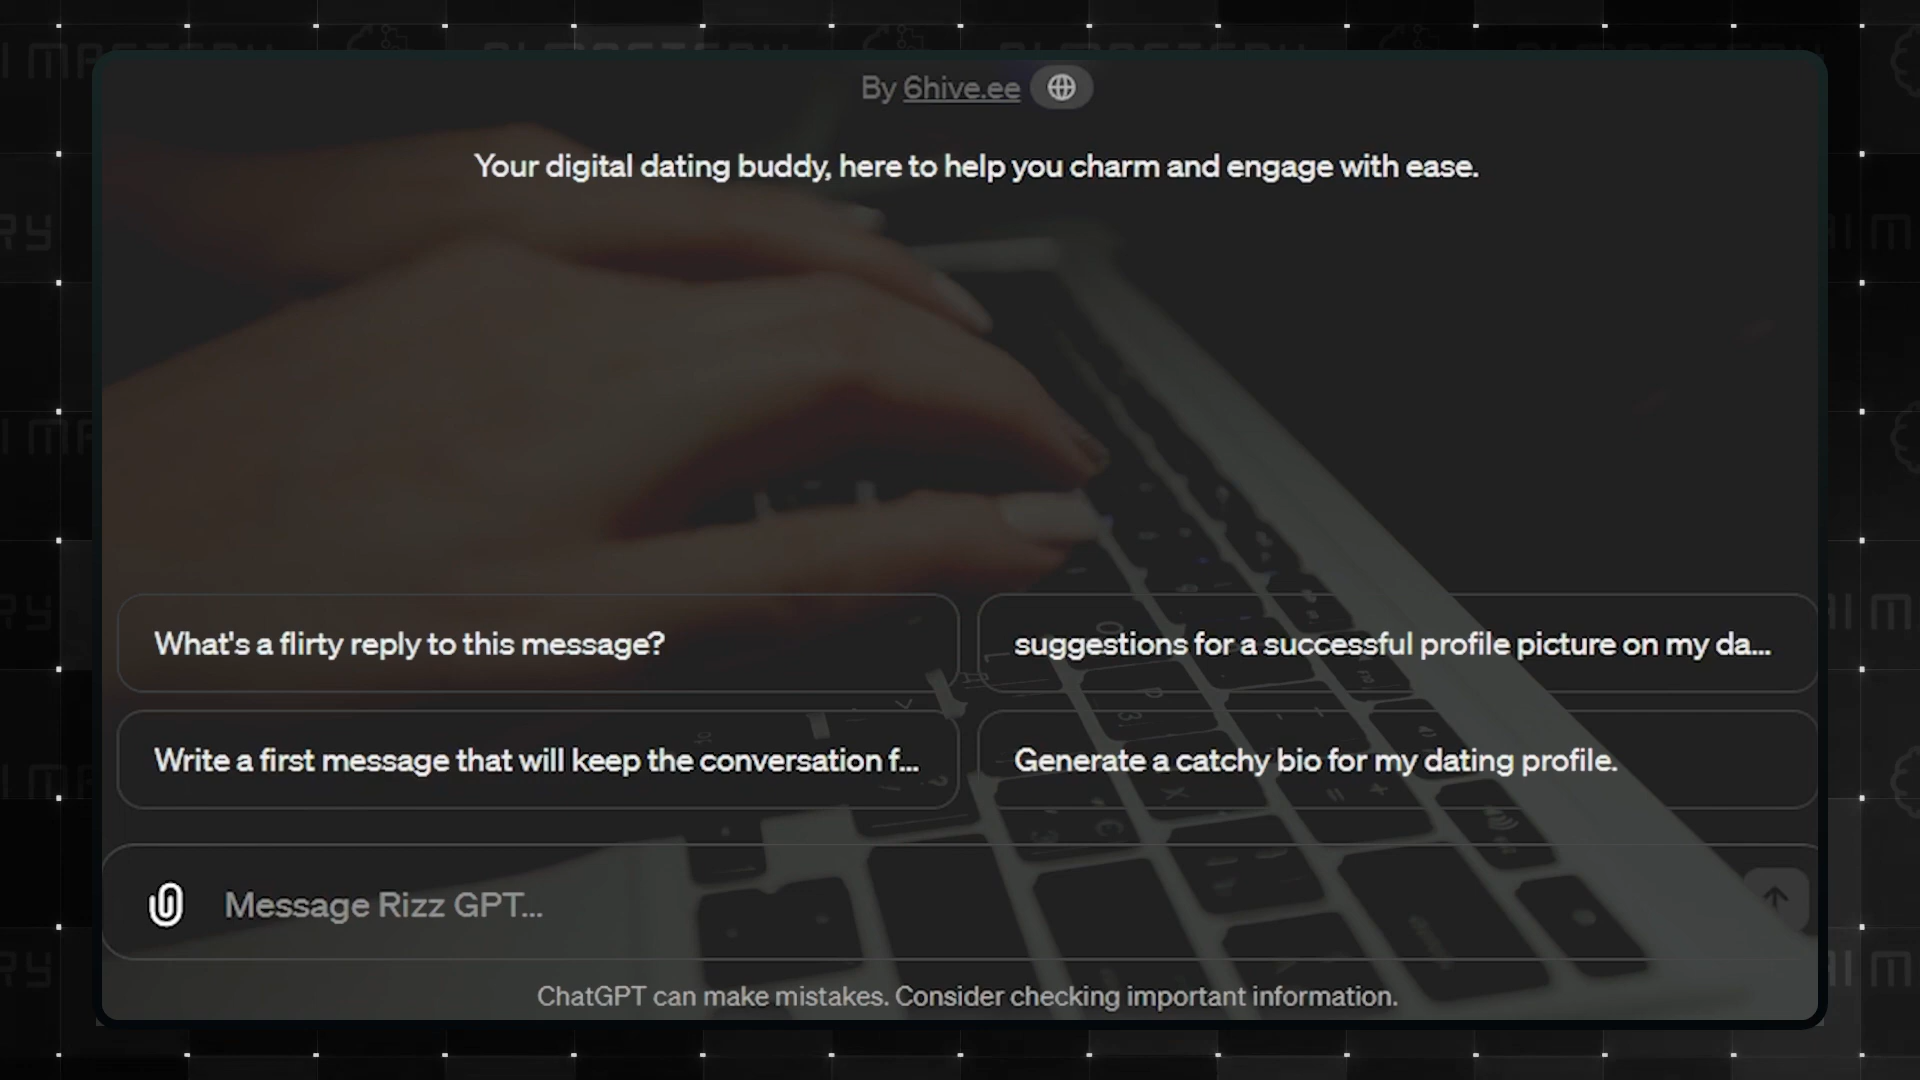 By 6hive.ee
Your digital dating buddy, here to help you charm and engage with ease.
What's a flirty reply to this message?
suggestions for a successful profile picture on my da...
Write a first message that will keep the conversation f...
Generate a catchy bio for my dating profile.
Message Rizz GPT...
ChatGPT can make mistakes. Consider checking important information.